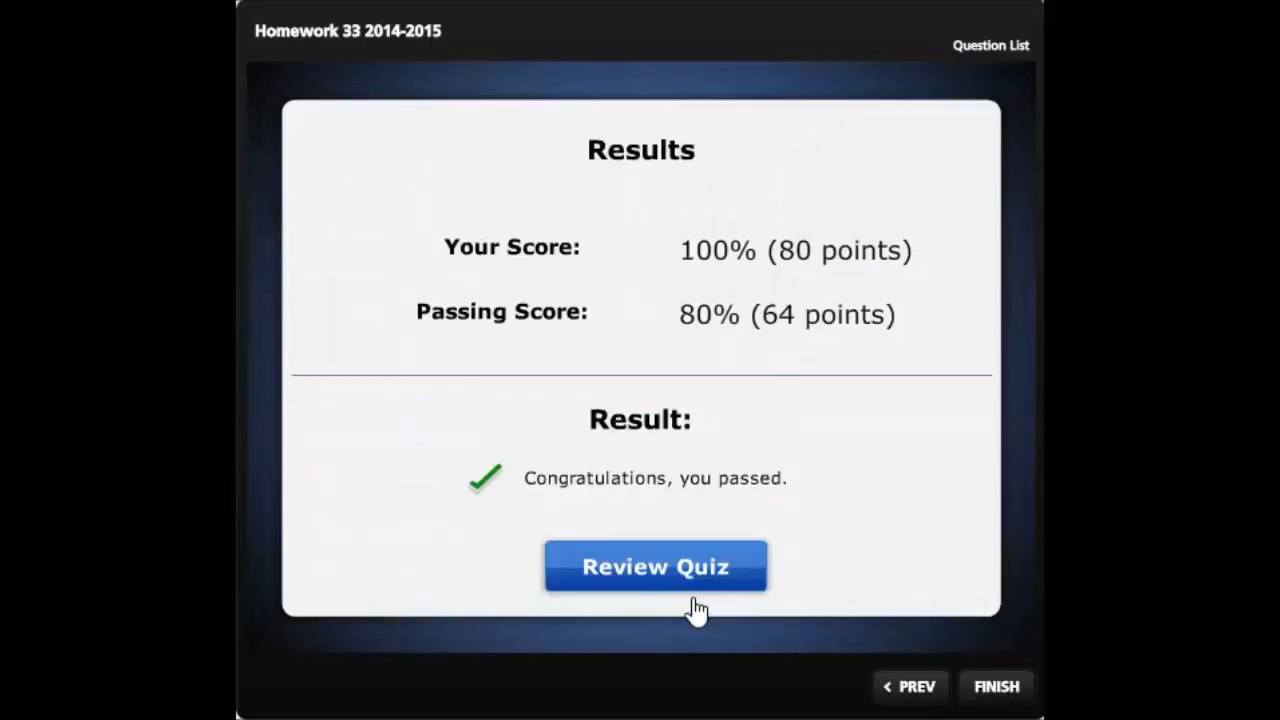 Homework 33 2014-2015
Question List
Results
Your Score: 100% (80 points)
Passing Score: 80% (64 points)
Result:
Congratulations, you passed.
Review Quiz
PREV FINISH